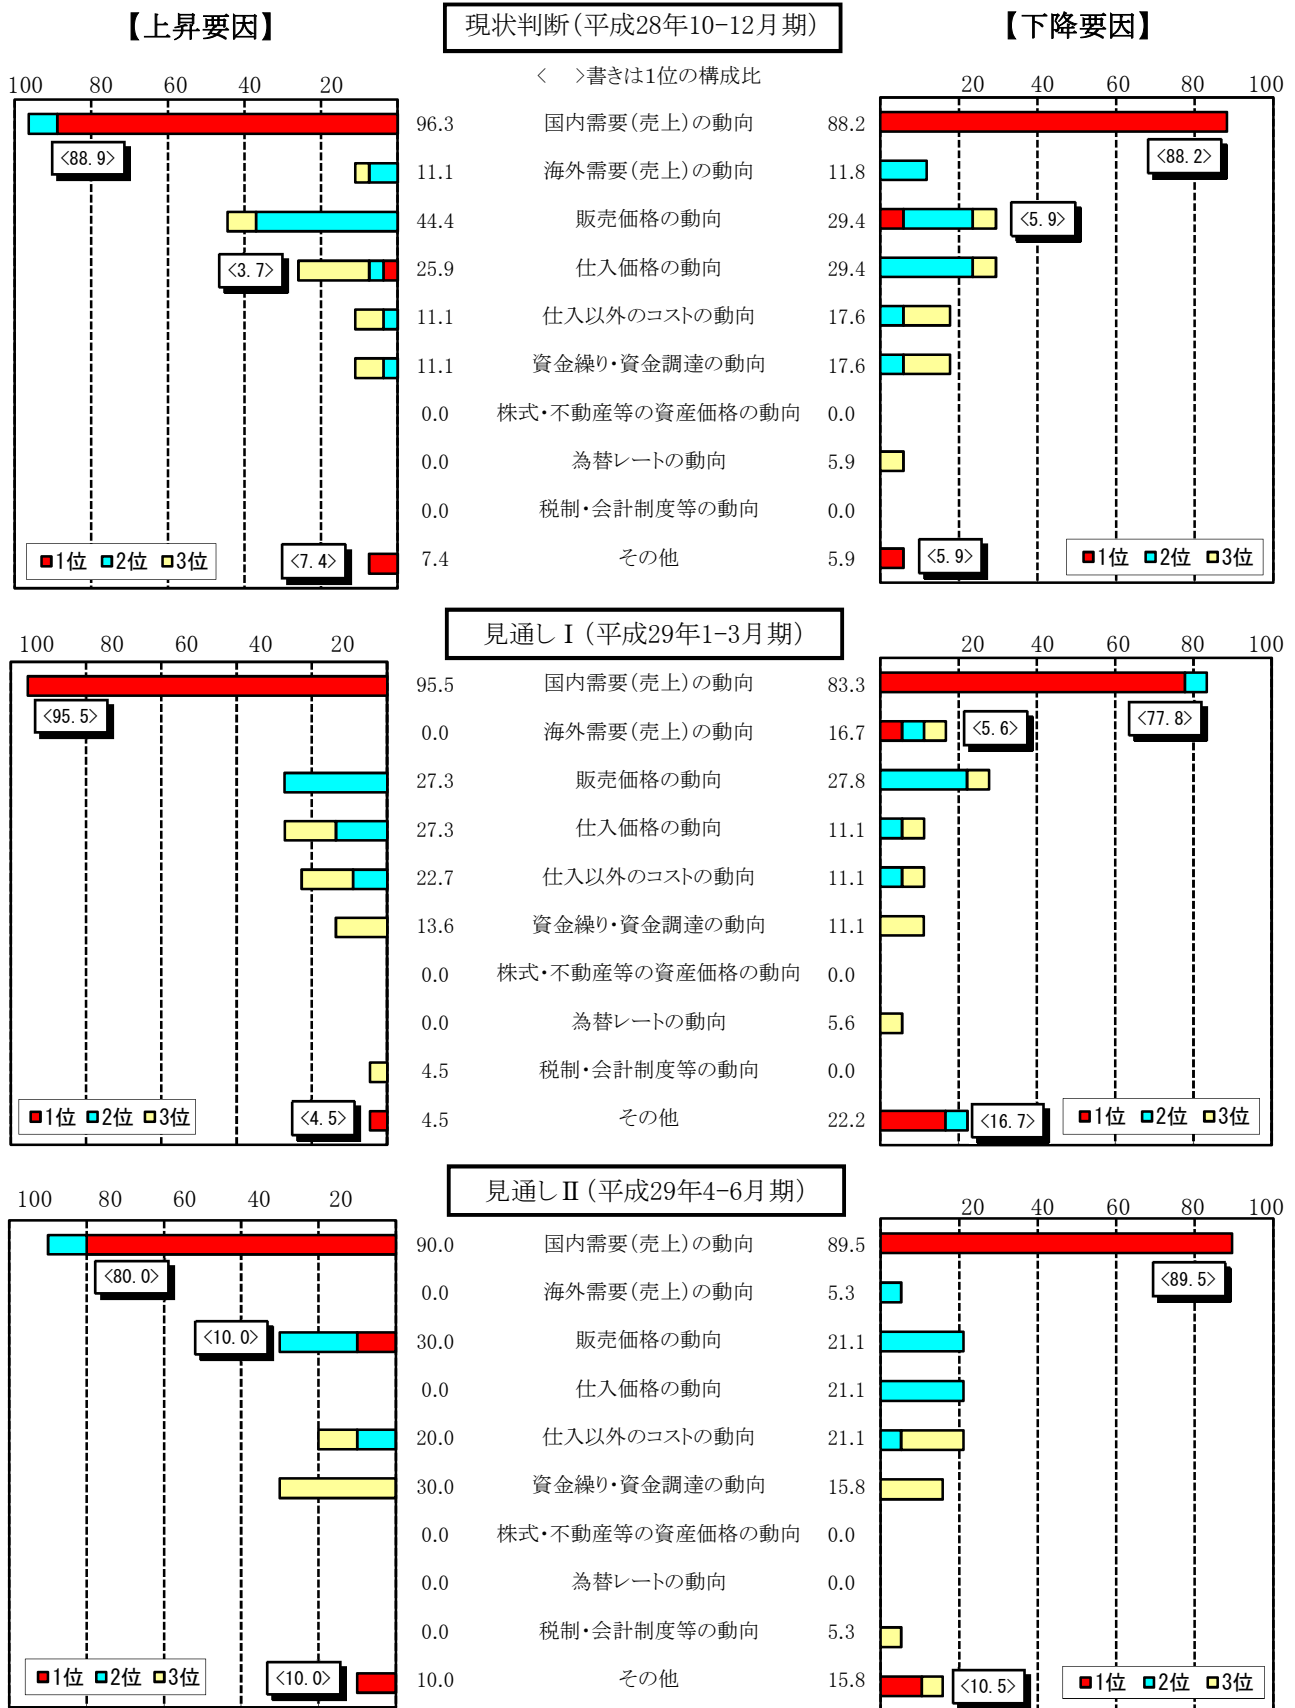 【上昇要因】 現状判断(平成28年10-12月期) 【下降要因】
〈 〉書きは1位の構成比
100 80 60 40 20 20 40 60 80 100
96.3 国内需要(売上)の動向 88.2
<88.9> <88.2>
11.1 海外需要(売上)の動向 11.8
44.4 販売価格の動向 29.4 <5.9>
<3.7> 25.9 仕入価格の動向 29.4
11.1 仕入以外のコストの動向 17.6
11.1 資金繰り・資金調達の動向 17.6
0.0 株式・不動産等の資産価格の動向 0.0
0.0 為替レートの動向 5.9
0.0 税制・会計制度等の動向 0.0
1位 2位 3位 <7.4> 7.4 その他 5.9 <5.9> 1位 2位 3位
見通しⅠ(平成29年1-3月期)
100 80 60 40 20 20 40 60 80 100
95.5 国内需要(売上)の動向 83.3
<95.5> <77.8>
0.0 海外需要(売上)の動向 16.7 <5.6>
27.3 販売価格の動向 27.8
27.3 仕入価格の動向 11.1
22.7 仕入以外のコストの動向 11.1
13.6 資金繰り・資金調達の動向 11.1
0.0 株式・不動産等の資産価格の動向 0.0
0.0 為替レートの動向 5.6
4.5 税制・会計制度等の動向 0.0
1位 2位 3位 <4.5> 4.5 その他 22.2 <16.7> 1位 2位 3位
見通しⅡ(平成29年4-6月期)
100 80 60 40 20 20 40 60 80 100
90.0 国内需要(売上)の動向 89.5
<80.0> <89.5>
0.0 海外需要(売上)の動向 5.3
<10.0> 30.0 販売価格の動向 21.1
0.0 仕入価格の動向 21.1
20.0 仕入以外のコストの動向 21.1
30.0 資金繰り・資金調達の動向 15.8
0.0 株式・不動産等の資産価格の動向 0.0
0.0 為替レートの動向 0.0
0.0 税制・会計制度等の動向 5.3
1位 2位 3位 <10.0> 10.0 その他 15.8 <10.5> 1位 2位 3位